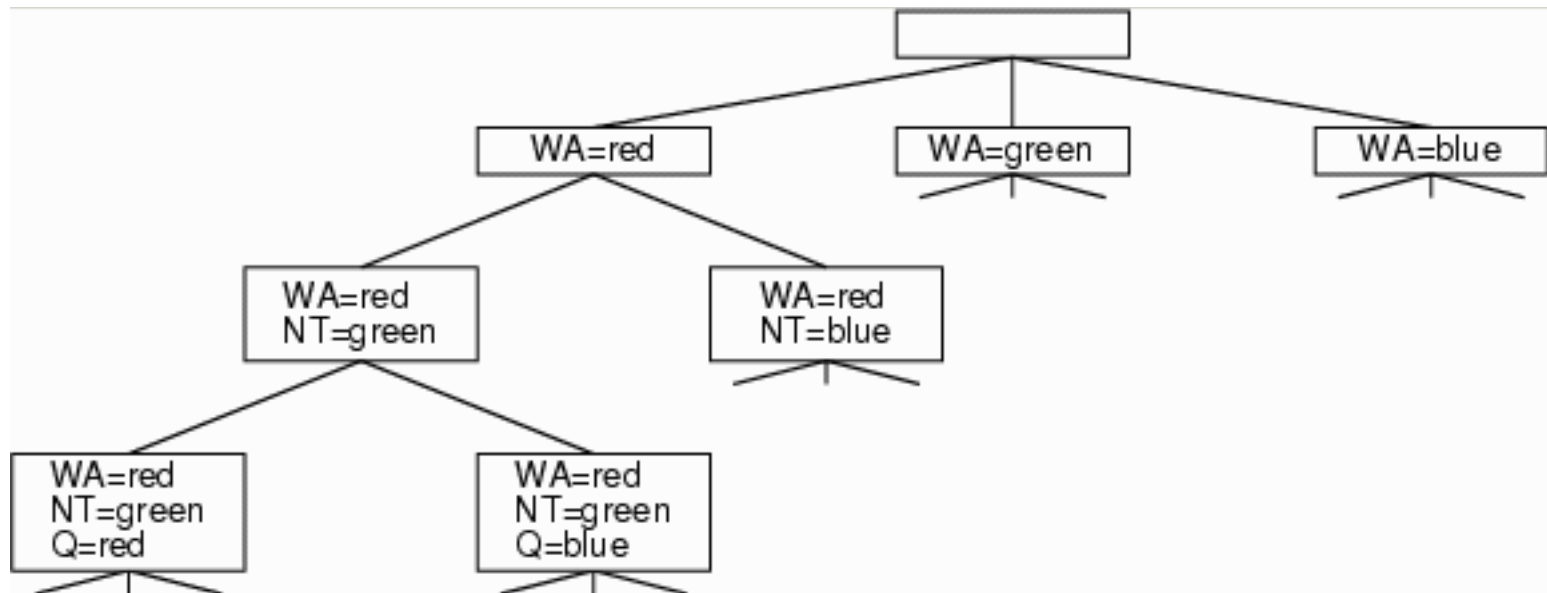 WA=red
WA=green
WA=blue
WA=red
NT=green
WA=red
NT=blue
WA=red
NT=green
Q=red
WA=red
NT=green
Q=blue